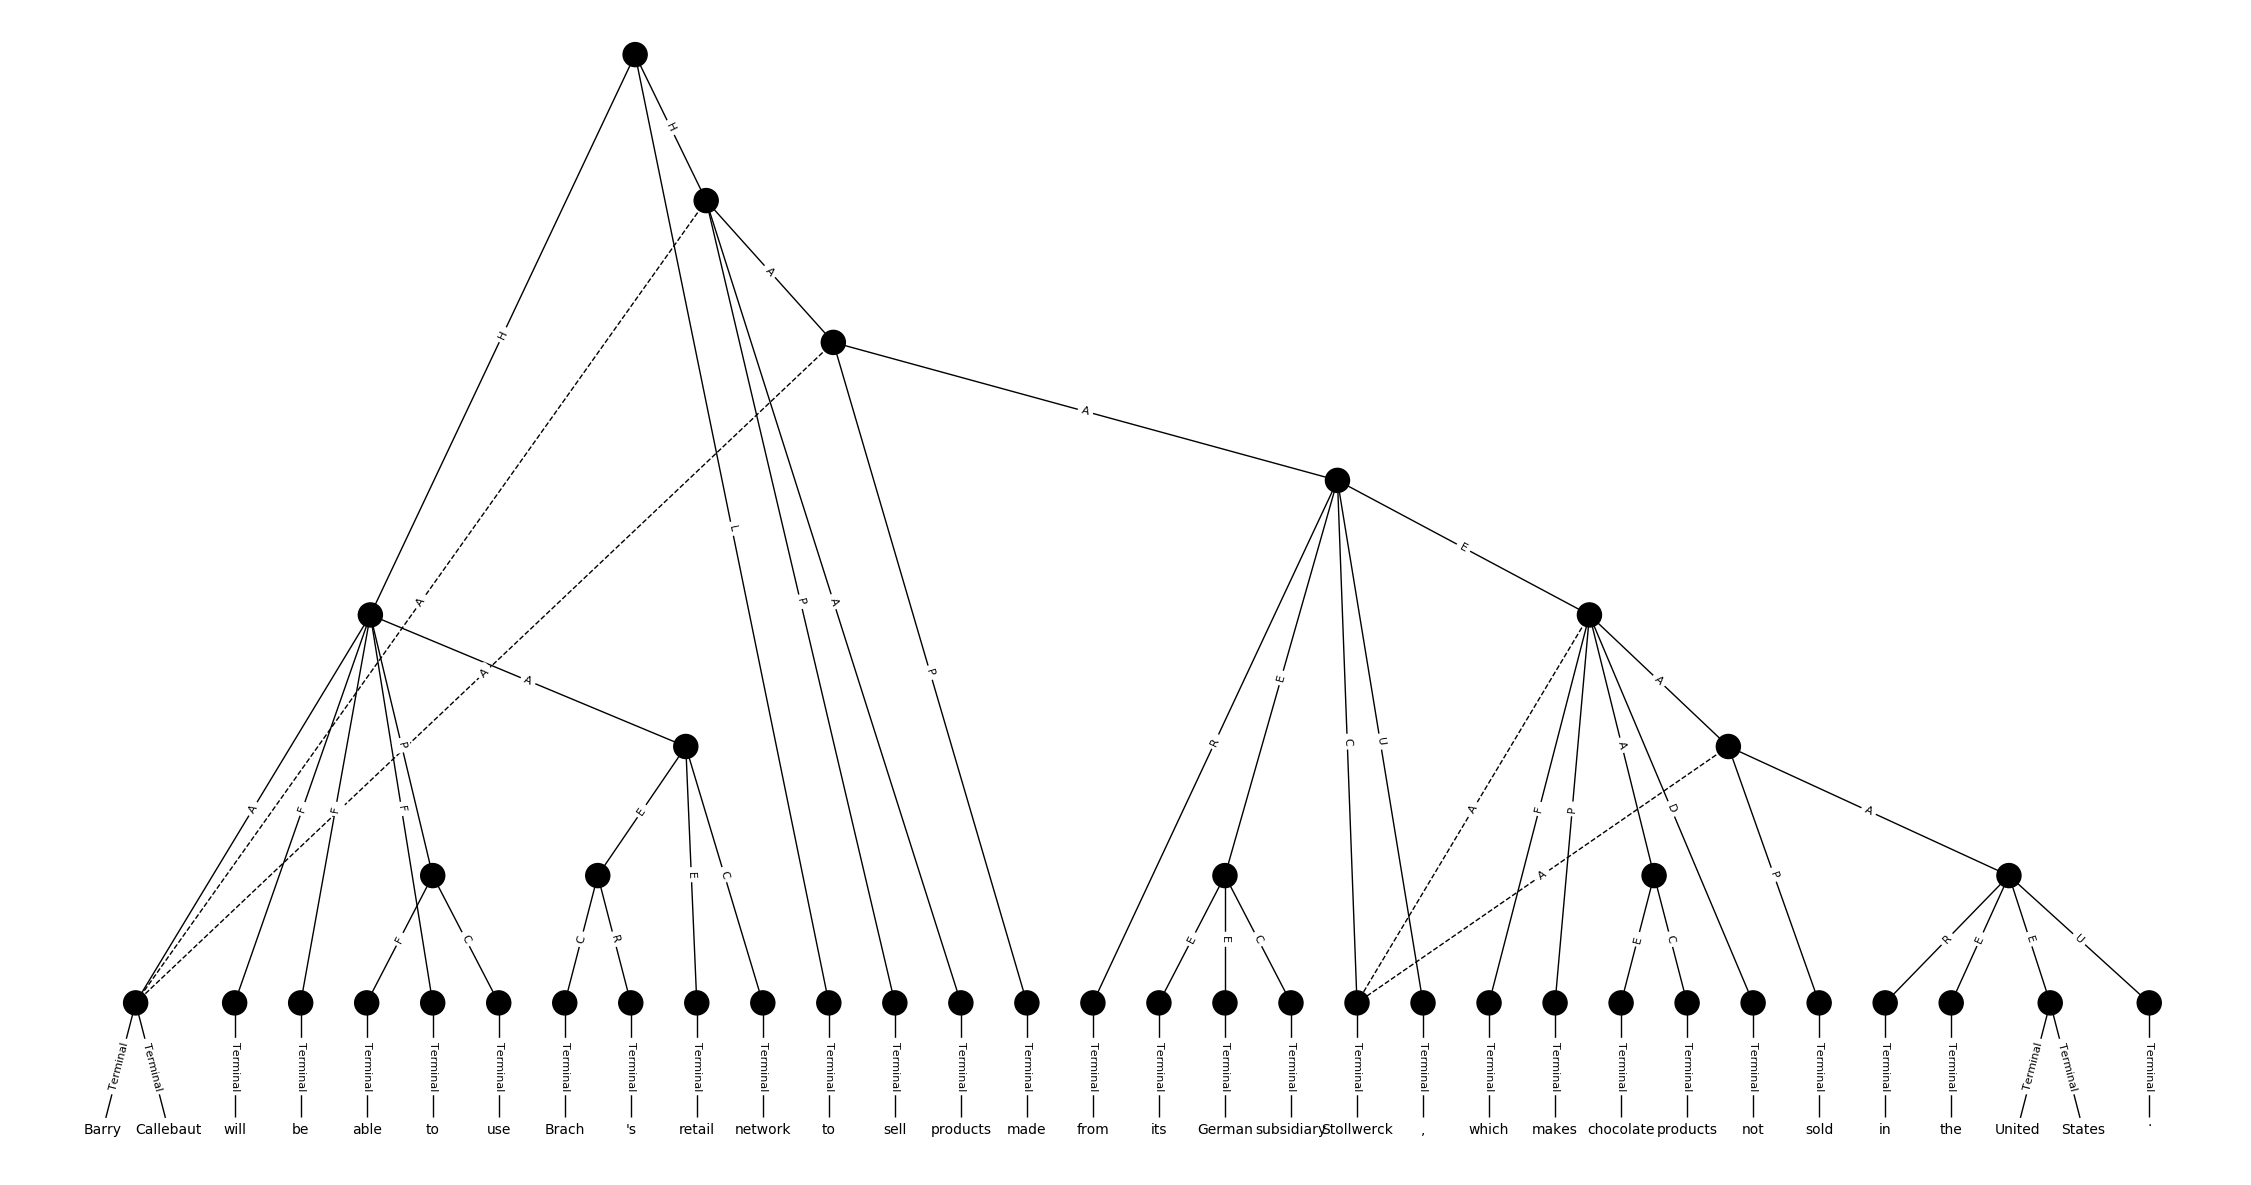 H
A
H
A
E
L
P
A
A
A
P
R
E
C
U
A
P
A
F
F
F
E
E
C
A
F
P
A
D
A
A
P
A
F
C
C
R
E
E
C
E
C
R
E
E
U
Terminal Terminal Terminal Terminal Terminal Terminal Terminal Terminal Terminal Terminal Terminal Terminal Terminal Terminal Terminal Terminal Terminal Terminal Terminal Terminal Terminal Terminal Terminal Terminal Terminal Terminal Terminal Terminal Terminal Terminal Terminal Terminal
Barry Callebaut will be able to use Brach 's retail network to sell products made from its German subsidiary Stollwerck , which makes chocolate products not sold in the United States .